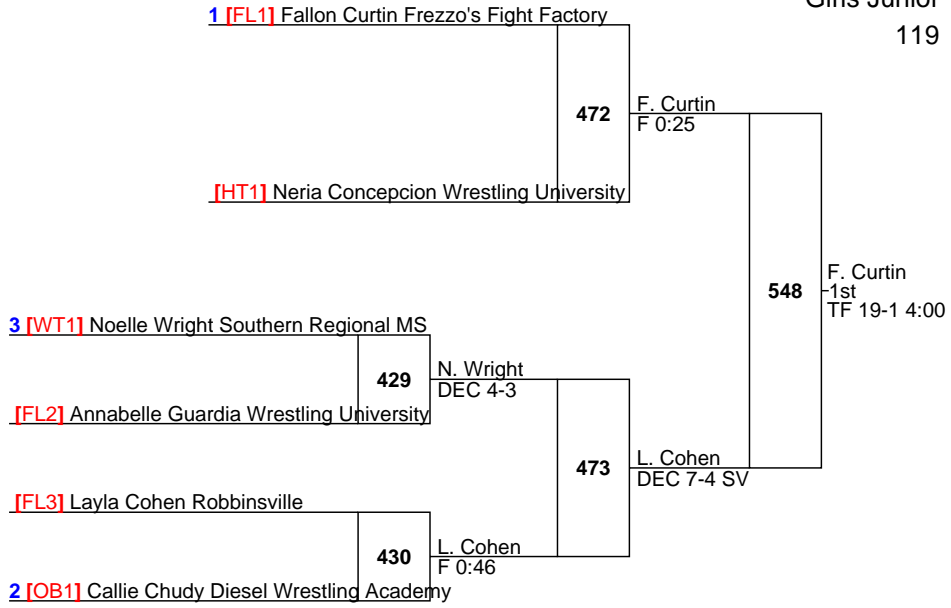 Girls Junior
119
1 [FL1] Fallon Curtin Frezzo's Fight Factory
472
F. Curtin
F 0:25
[HT1] Neria Concepcion Wrestling University
548
F. Curtin
1st
TF 19-1 4:00
3 [WT1] Noelle Wright Southern Regional MS
429
N. Wright
DEC 4-3
[FL2] Annabelle Guardia Wrestling University
473
L. Cohen
DEC 7-4 SV
[FL3] Layla Cohen Robbinsville
430
L. Cohen
F 0:46
2 [OB1] Callie Chudy Diesel Wrestling Academy